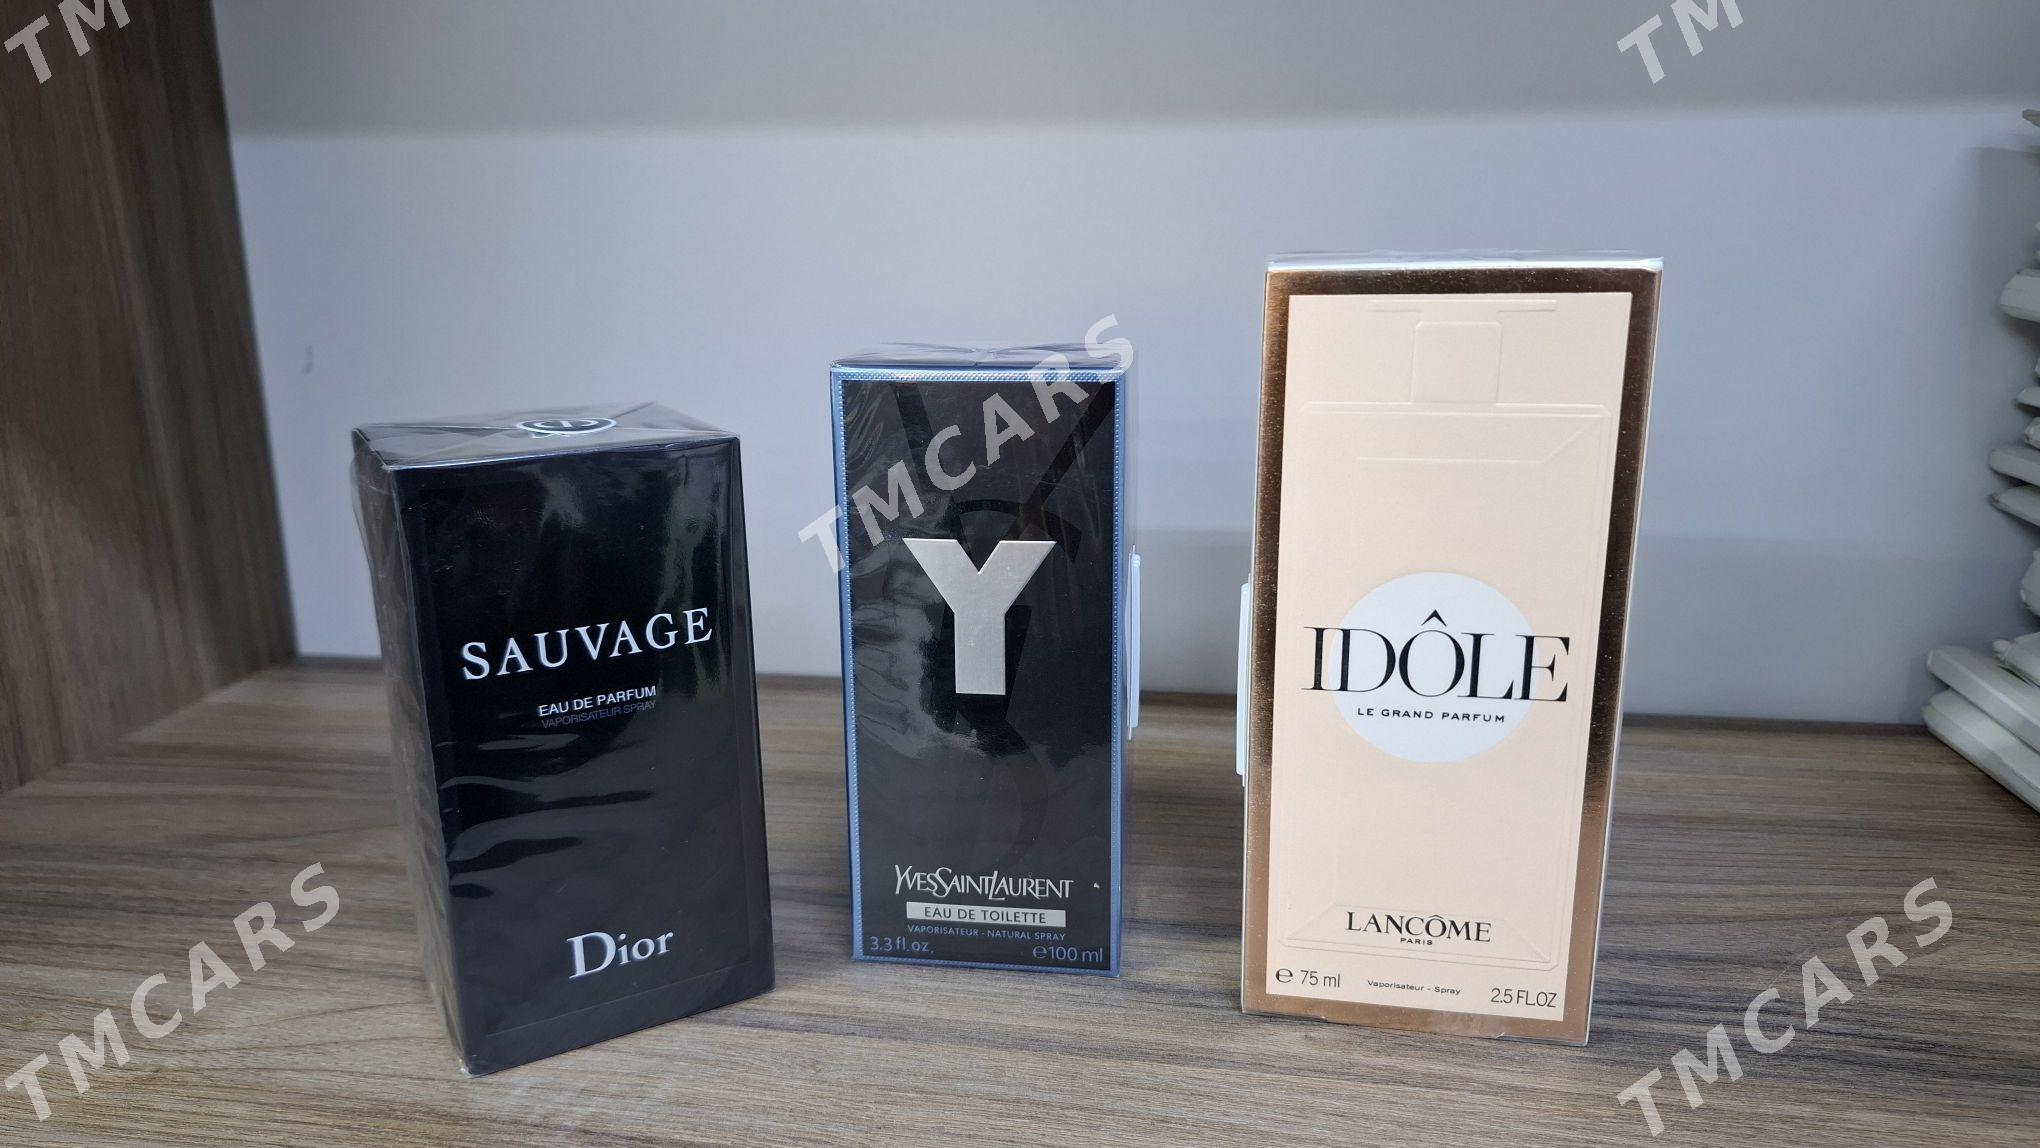 SAUVAGE
EAU DE PARFUM
VAPORISATEUR SPRAY
Dior
Y
YVESSAINTLAURENT
EAU DE TOILETTE
VAPORISATEUR - NATURAL SPRAY
3.3 fl.oz. ℮100 ml
IDÔLE
LE GRAND PARFUM
LANCÔME
PARIS
℮ 75 ml Vaporisateur - Spray 2.5 FL.OZ
TM
TM
TMCARS
TMCARS
TMCARS